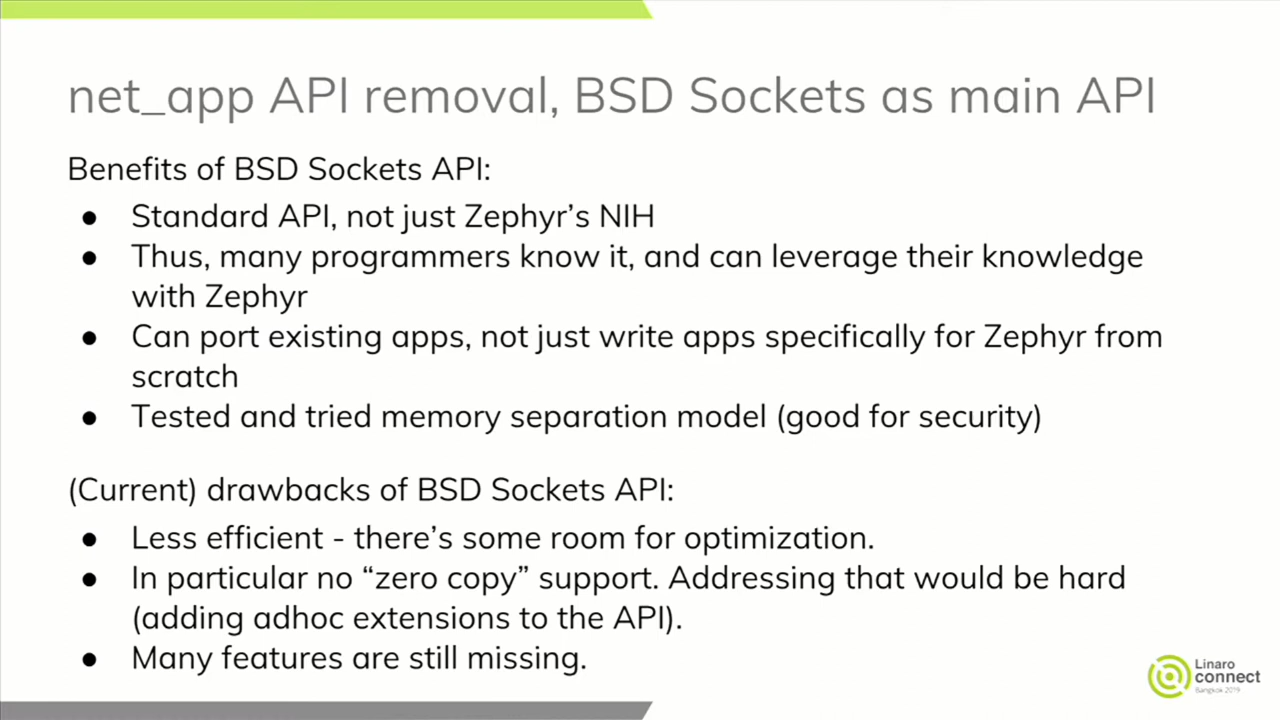 net_app API removal, BSD Sockets as main API
Benefits of BSD Sockets API:
● Standard API, not just Zephyr's NIH
● Thus, many programmers know it, and can leverage their knowledge
with Zephyr
● Can port existing apps, not just write apps specifically for Zephyr from
scratch
● Tested and tried memory separation model (good for security)
(Current) drawbacks of BSD Sockets API:
● Less efficient - there's some room for optimization.
● In particular no “zero copy” support. Addressing that would be hard
(adding adhoc extensions to the API).
● Many features are still missing.
Linaro
connect
Bangkok 2019